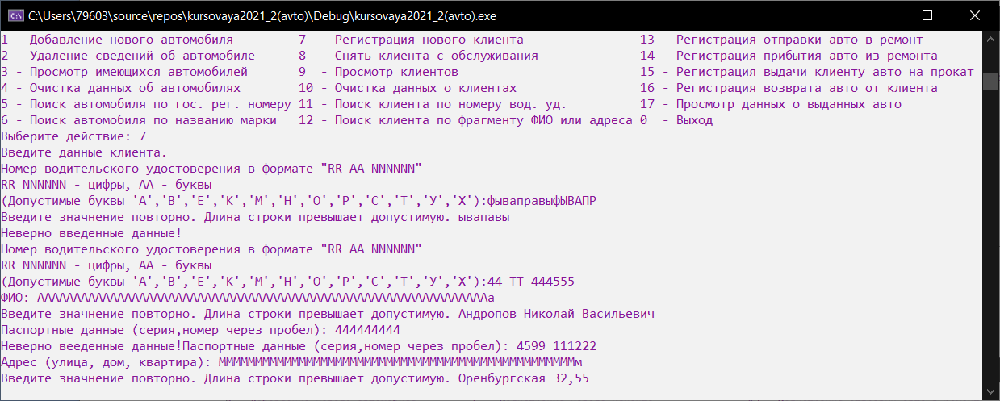 C:\Users\79603\source\repos\kursovaya2021_2(avto)\Debug\kursovaya2021_2(avto).exe
1 - Добавление нового автомобиля         7  - Регистрация нового клиента                13 - Регистрация отправки авто в ремонт
2 - Удаление сведений об автомобиле      8  - Снять клиента с обслуживания              14 - Регистрация прибытия авто из ремонта
3 - Просмотр имеющихся автомобилей       9  - Просмотр клиентов                         15 - Регистрация выдачи клиенту авто на прокат
4 - Очистка данных об автомобилях        10 - Очистка данных о клиентах                 16 - Регистрация возврата авто от клиента
5 - Поиск автомобиля по гос. рег. номеру 11 - Поиск клиента по номеру вод. уд.          17 - Просмотр данных о выданных авто
6 - Поиск автомобиля по названию марки   12 - Поиск клиента по фрагменту ФИО или адреса 0  - Выход
Выберите действие: 7
Введите данные клиента.
Номер водительского удостоверения в формате "RR AA NNNNNN"
RR NNNNNN - цифры, AA - буквы
(Допустимые буквы 'А','В','Е','К','М','Н','О','Р','С','Т','У','Х'):фываправыфЫВАПР
Введите значение повторно. Длина строки превышает допустимую. ывапавы
Неверно введенные данные!
Номер водительского удостоверения в формате "RR AA NNNNNN"
RR NNNNNN - цифры, AA - буквы
(Допустимые буквы 'А','В','Е','К','М','Н','О','Р','С','Т','У','Х'):44 ТТ 444555
ФИО: ААААААААААААААААААААААААААААААААААААААААААААААААААААААААААААААа
Введите значение повторно. Длина строки превышает допустимую. Андропов Николай Васильевич
Паспортные данные (серия,номер через пробел): 444444444
Неверно вееденные данные!Паспортные данные (серия,номер через пробел): 4599 111222
Адрес (улица, дом, квартира): ММММММММММММММММММММММММММММММММММММММММММММММММММм
Введите значение повторно. Длина строки превышает допустимую. Оренбургская 32,55